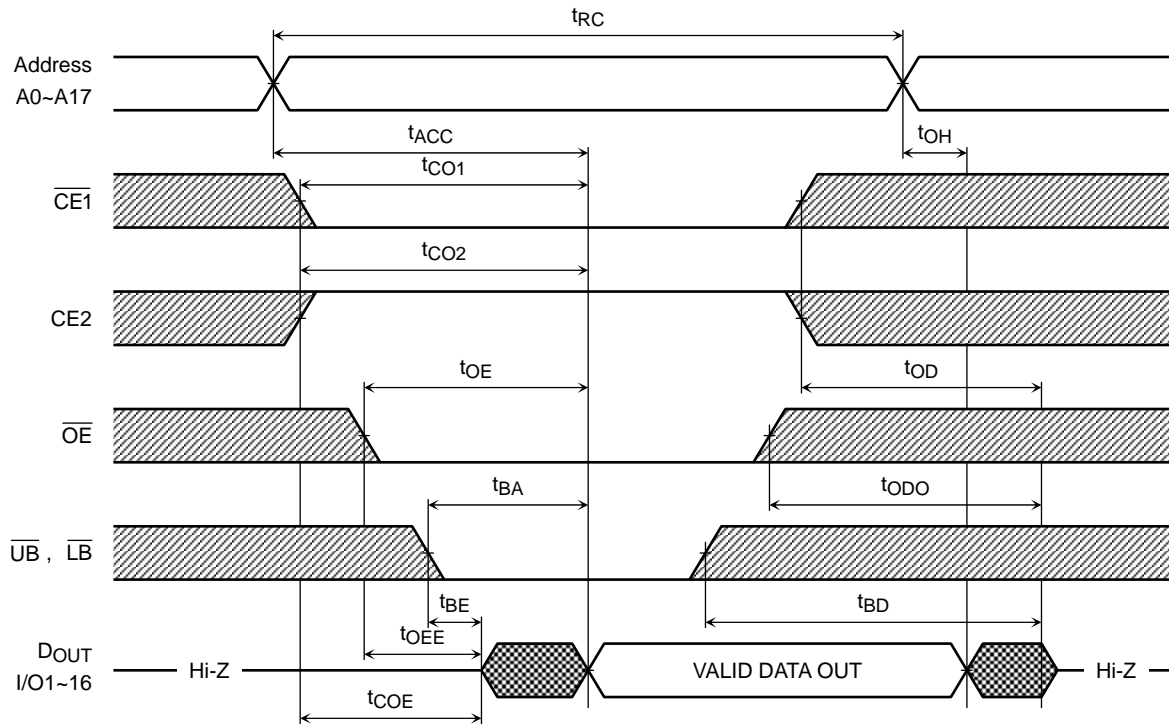 tRC
Address
A0~A17
tACC
tOH
tCO1
CE1
tCO2
CE2
tOE
tOD
OE
tODO
tBA
UB , LB
tBE
tBD
tOEE
DOUT
I/O1~16
Hi-Z
VALID DATA OUT
Hi-Z
tCOE